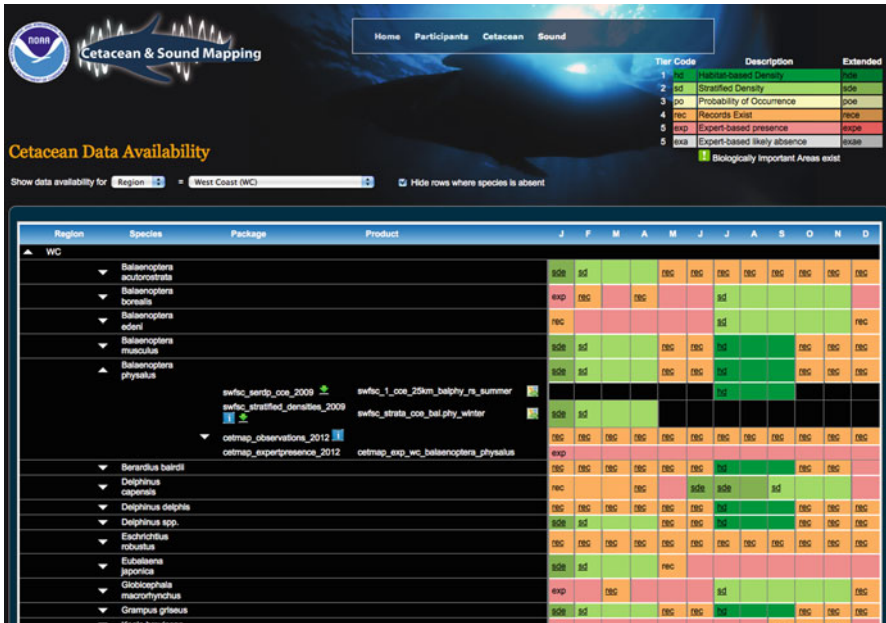 NOAA
Cetacean & Sound Mapping
Home Participants Cetacean Sound
Tier Code Description Extended
1 hd Habitat-based Density hde
2 sd Stratified Density sde
3 po Probability of Occurrence poe
4 rec Records Exist rece
5 exp Expert-based presence expe
5 exa Expert-based likely absence exae
! Biologically Important Areas exist
Cetacean Data Availability
Show data availability for Region = West Coast (WC) Hide rows where species is absent
Region Species Package Product J F M A M J J A S O N D
WC
Balaenoptera
acutorostrata sde sd rec rec rec rec rec rec rec rec
Balaenoptera
borealis exp rec rec sd
Balaenoptera
edeni rec sd rec
Balaenoptera
musculus sde sd rec rec hd rec rec rec
Balaenoptera
physalus sde sd rec rec hd rec rec rec
swfsc_serdp_cce_2009 swfsc_1_cce_25km_balphy_rs_summer hd
swfsc_stratified_densities_2009
i swfsc_strata_cce_bal.phy_winter sde sd
cetmap_observations_2012 i rec rec rec rec rec rec rec rec rec rec rec rec
cetmap_expertpresence_2012 cetmap_exp_wc_balaenoptera_physalus exp
Berardius bairdii rec rec rec rec rec rec hd rec rec
Delphinus
capensis rec rec sde sde sd
Delphinus delphis rec rec rec rec rec rec hd rec rec rec
Delphinus spp. sde sd rec rec hd rec rec rec
Eschrichtius
robustus rec rec rec rec rec rec rec rec rec rec rec rec
Eubalaena
japonica sde sd rec
Globicephala
macrorhynchus exp rec sd rec
Grampus griseus sde sd rec rec hd rec rec rec